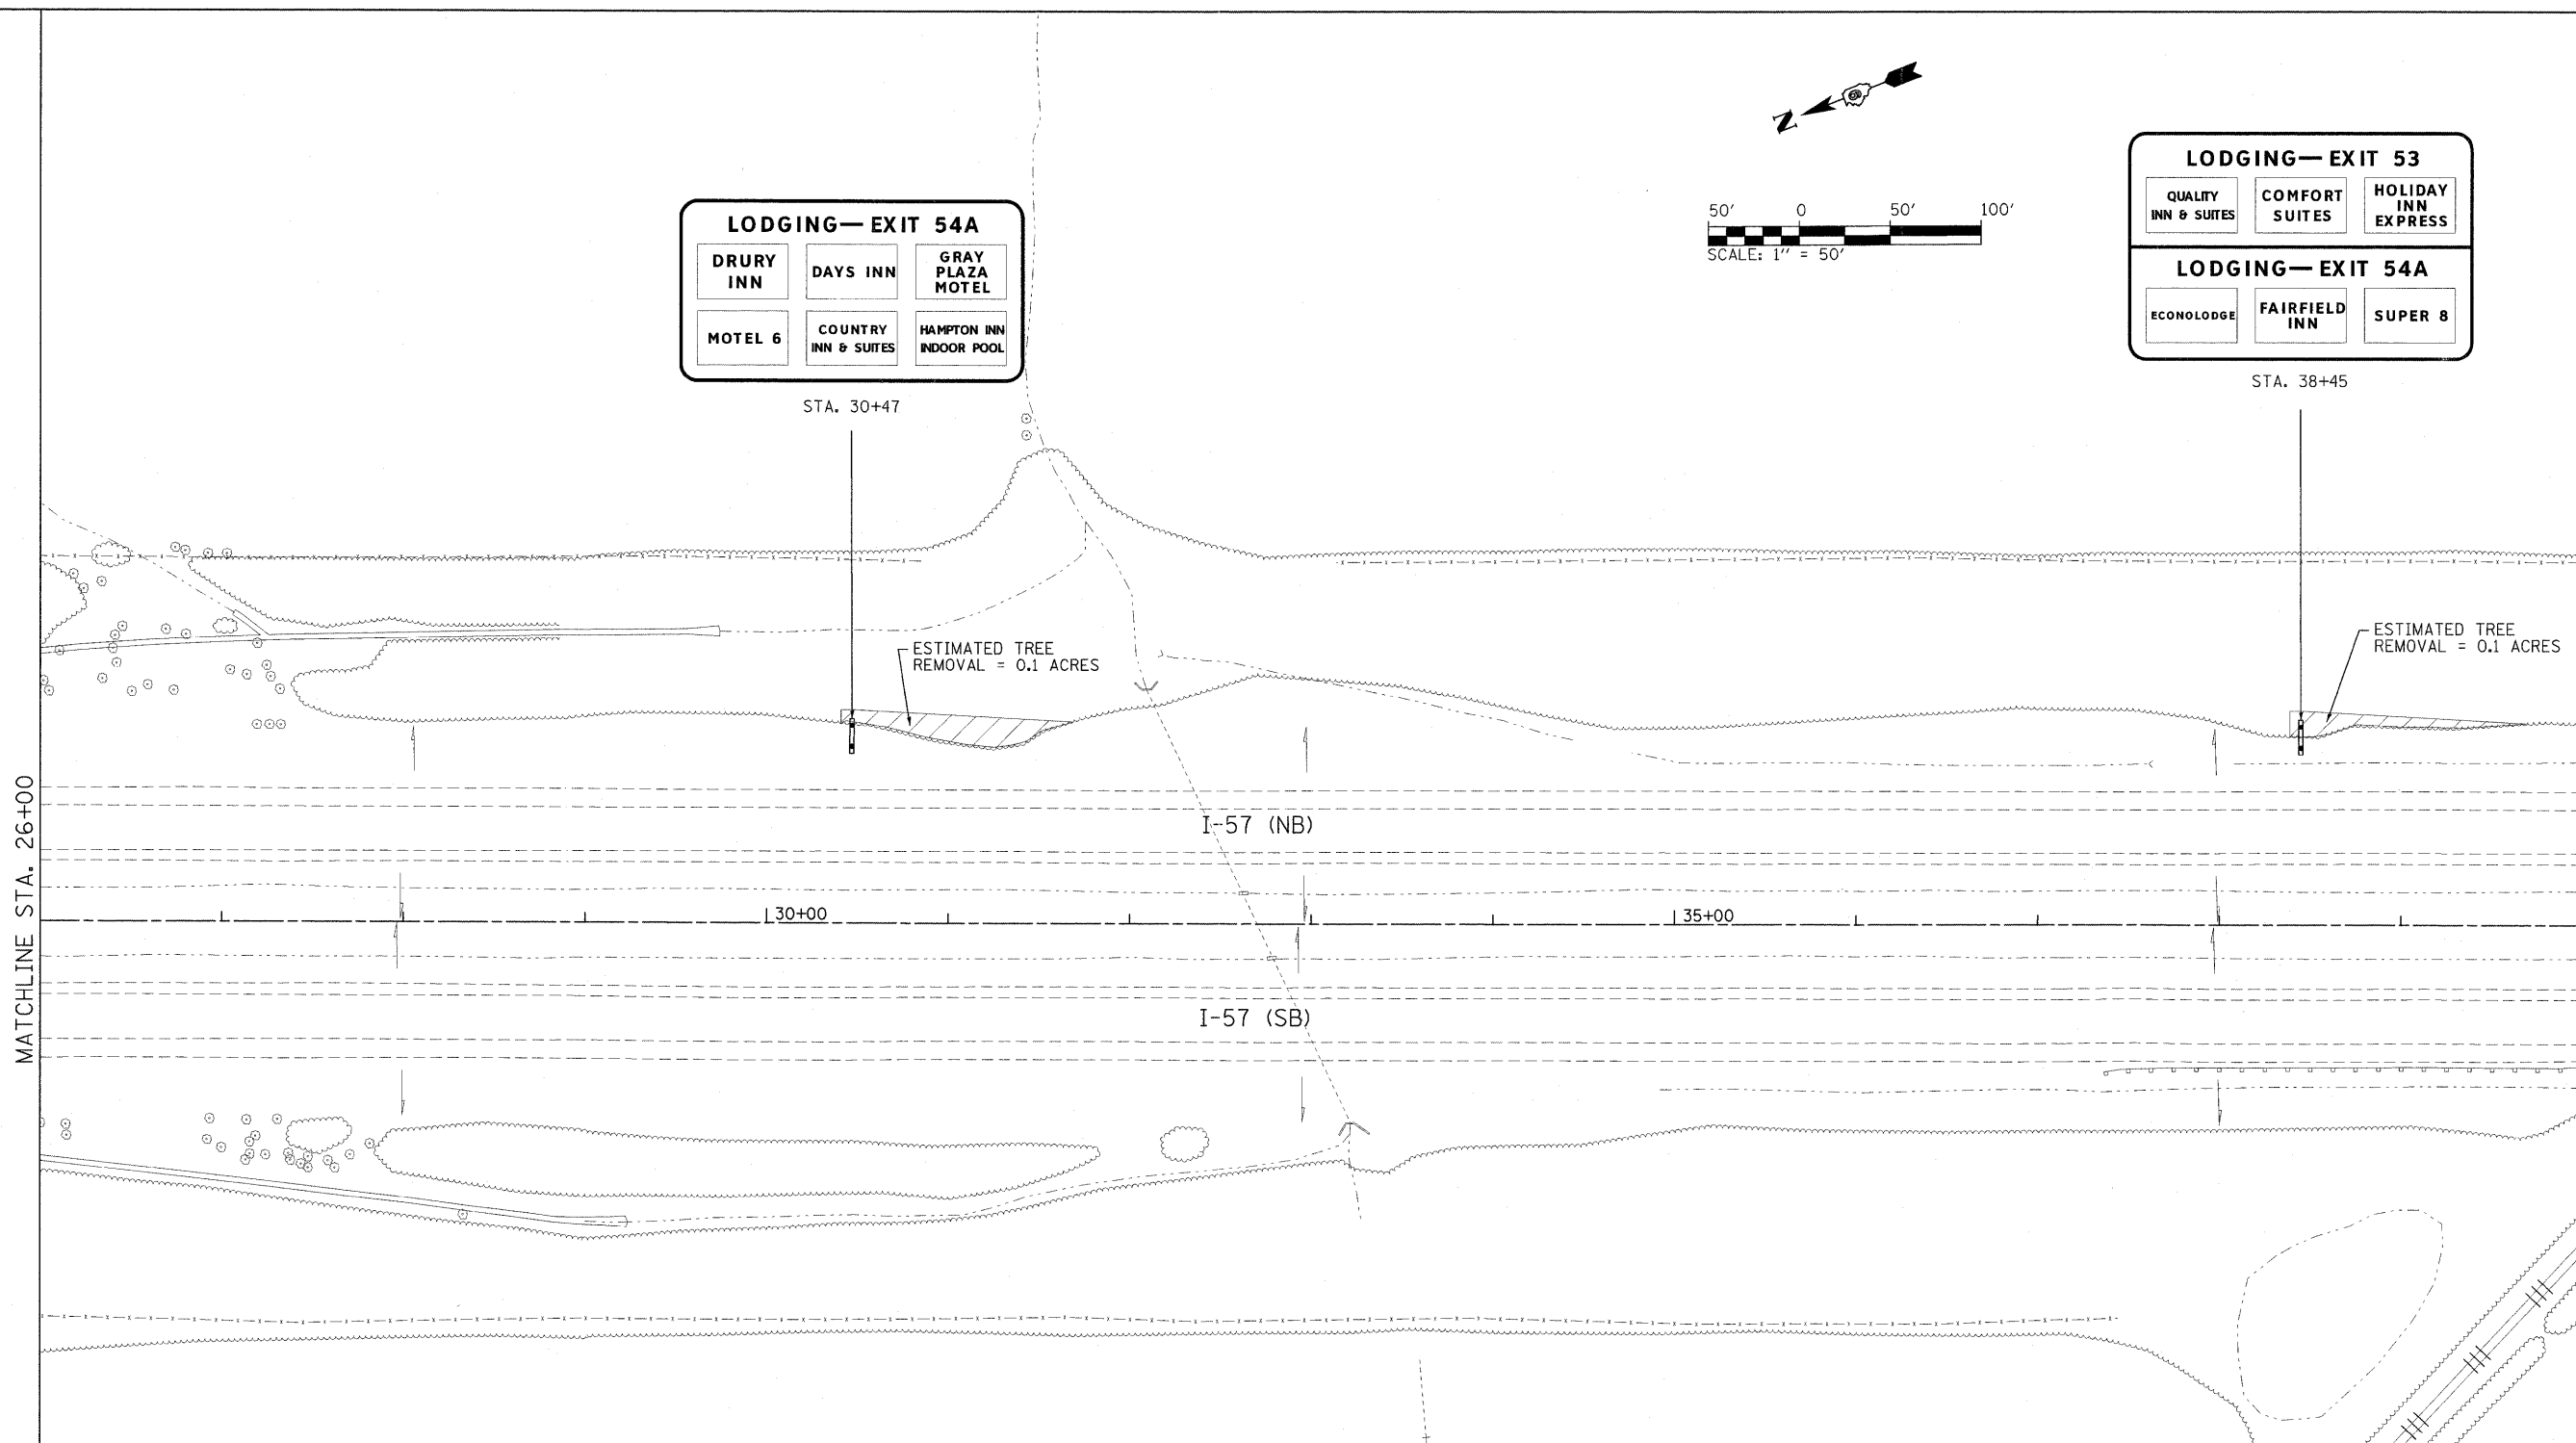 N
LODGING—EXIT 53
QUALITY
INN & SUITES
COMFORT
SUITES
HOLIDAY
INN
EXPRESS
LODGING—EXIT 54A
ECONOLODGE
FAIRFIELD
INN
SUPER 8
STA. 38+45
LODGING—EXIT 54A
DRURY
INN
DAYS INN
GRAY
PLAZA
MOTEL
MOTEL 6
COUNTRY
INN & SUITES
HAMPTON INN
INDOOR POOL
STA. 30+47
50' 0 50' 100'
SCALE: 1" = 50'
ESTIMATED TREE
REMOVAL = 0.1 ACRES
ESTIMATED TREE
REMOVAL = 0.1 ACRES
MATCHLINE STA. 26+00
I-57 (NB)
30+00
35+00
I-57 (SB)